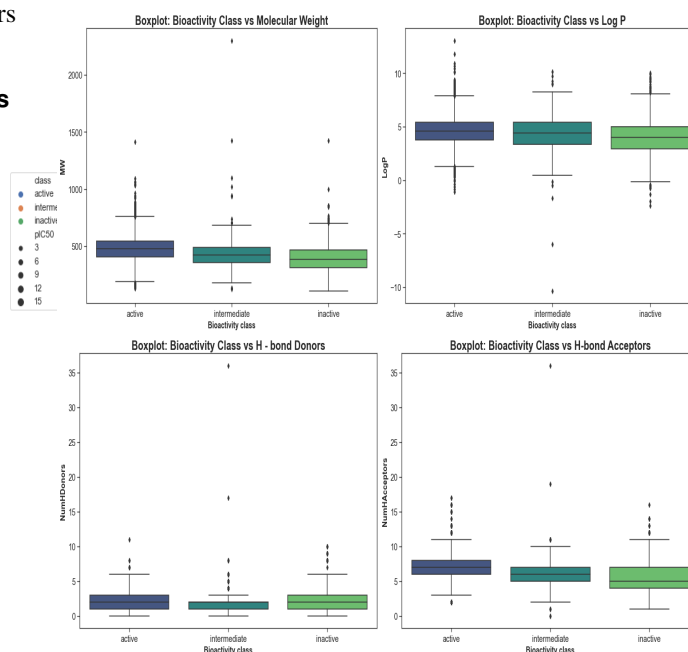 rs
s
class
active
interme
inactive
pIC50
3
6
9
12
15
Boxplot: Bioactivity Class vs Molecular Weight
MW
2000
1500
1000
500
active intermediate inactive
Bioactivity class
Boxplot: Bioactivity Class vs Log P
LogP
10
5
0
−5
−10
active intermediate inactive
Bioactivity class
Boxplot: Bioactivity Class vs H - bond Donors
NumHDonors
35
30
25
20
15
10
5
0
active intermediate inactive
Bioactivity class
Boxplot: Bioactivity Class vs H-bond Acceptors
NumHAcceptors
35
30
25
20
15
10
5
0
active intermediate inactive
Bioactivity class